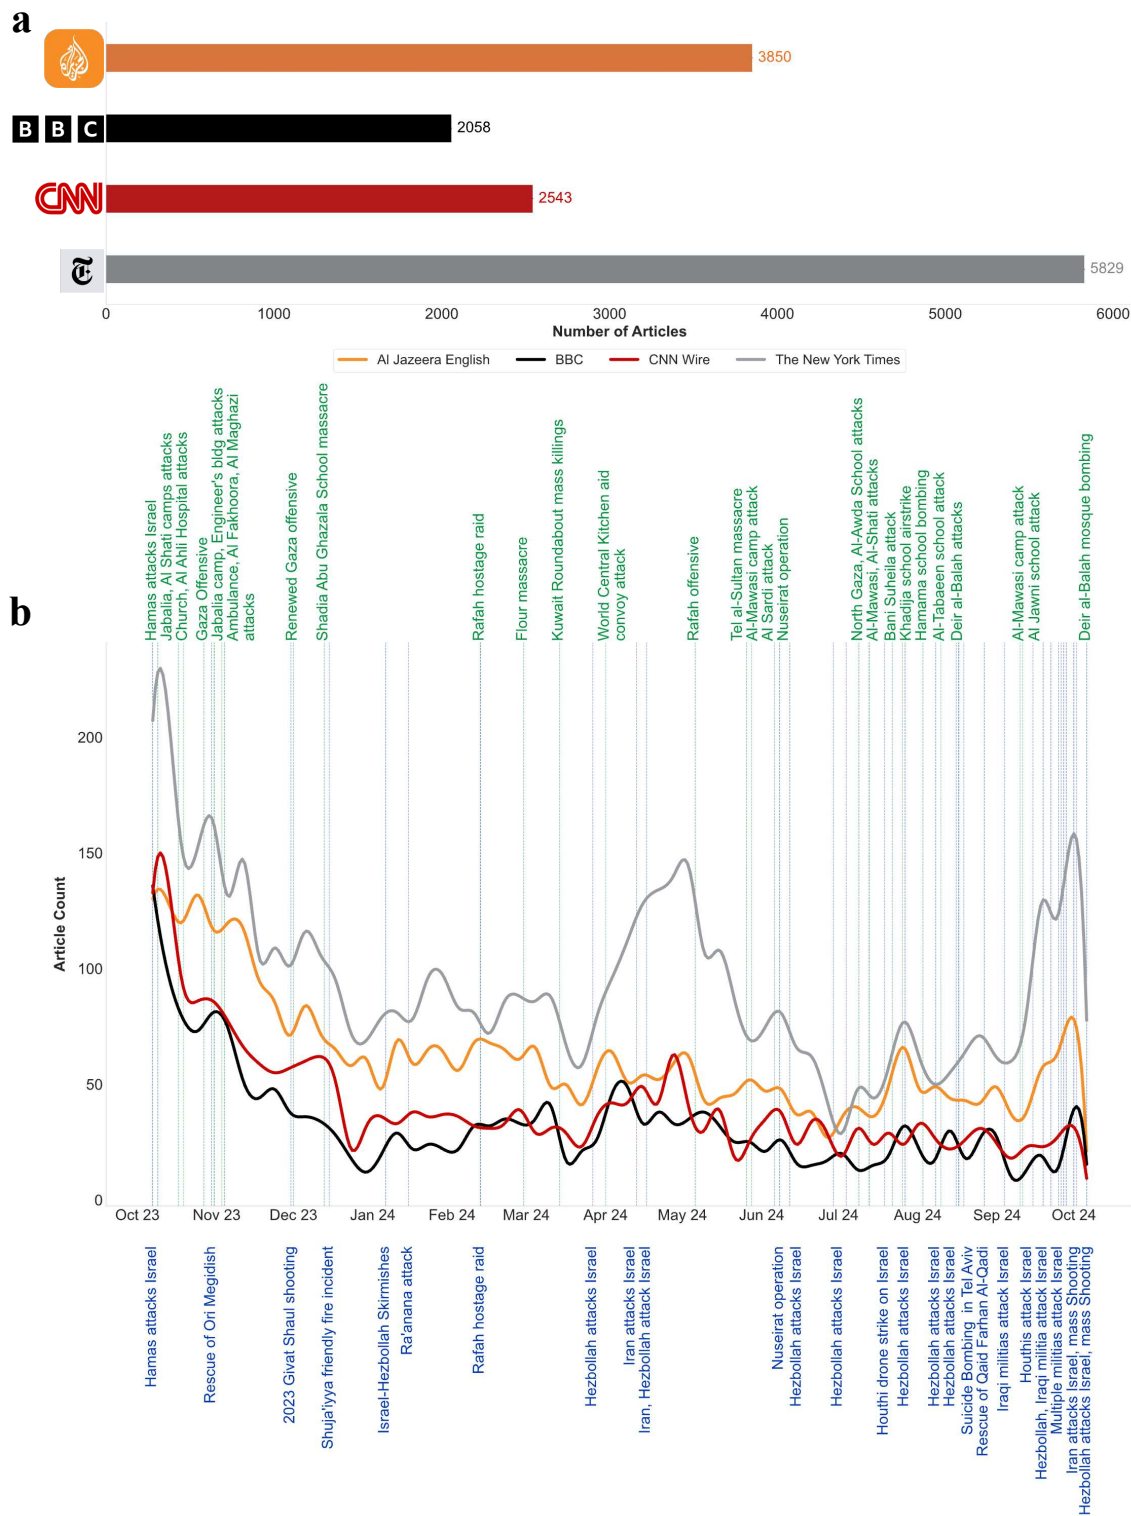 a
3850
BBC
2058
CNN
2543
T
5829
0
1000
2000
3000
4000
5000
6000
Number of Articles
Al Jazeera English
BBC
CNN Wire
The New York Times
b
Hamas attacks Israel
Jabalia, Al Shati camps attacks
Church, Al Ahli Hospital attacks
Gaza Offensive
Jabalia camp, Engineer's bldg attacks
Ambulance, Al Fakhoora, Al Maghazi
attacks
Renewed Gaza offensive
Shadia Abu Ghazala School massacre
Rafah hostage raid
Flour massacre
Kuwait Roundabout mass killings
World Central Kitchen aid
convoy attack
Rafah offensive
Tel al-Sultan massacre
Al-Mawasi camp attack
Al Sardi attack
Nuseirat operation
North Gaza, Al-Awda School attacks
Al-Mawasi, Al-Shati attacks
Bani Suheila attack
Khadija school airstrike
Hamama school bombing
Al-Tabaeen school attack
Deir al-Balah attacks
Al-Mawasi camp attack
Al Jawni school attack
Deir al-Balah mosque bombing
Article Count
200
150
100
50
0
Oct 23
Nov 23
Dec 23
Jan 24
Feb 24
Mar 24
Apr 24
May 24
Jun 24
Jul 24
Aug 24
Sep 24
Oct 24
Hamas attacks Israel
Rescue of Ori Megidish
2023 Givat Shaul shooting
Shuja'iyya friendly fire incident
Israel-Hezbollah Skirmishes
Ra'anana attack
Rafah hostage raid
Hezbollah attacks Israel
Iran attacks Israel
Iran, Hezbollah attack Israel
Nuseirat operation
Hezbollah attacks Israel
Hezbollah attacks Israel
Houthi drone strike on Israel
Hezbollah attacks Israel
Hezbollah attacks Israel
Hezbollah attacks Israel
Suicide Bombing in Tel Aviv
Rescue of Qaid Farhan Al-Qadi
Iraqi militias attack Israel
Houthis attack Israel
Hezbollah, Iraqi militia attack Israel
Multiple militias attack Israel
Iran attacks Israel, mass Shooting
Hezbollah attacks Israel, mass Shooting